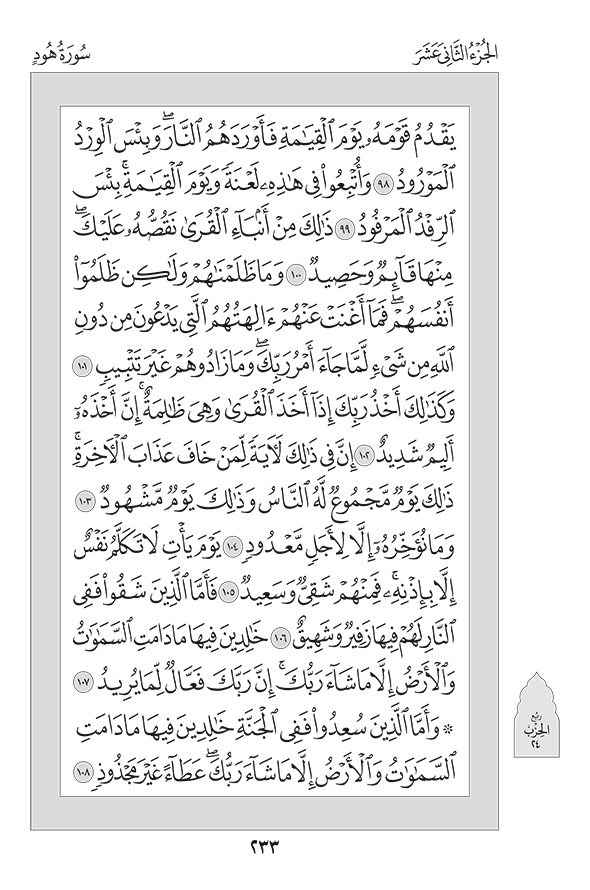 الجُزْءُ الثَّانِي عَشَرَ
سُورَةُ هُودٍ
يَقْدُمُ قَوْمَهُۥ يَوْمَ ٱلْقِيَٰمَةِ فَأَوْرَدَهُمُ ٱلنَّارَۖ وَبِئْسَ ٱلْوِرْدُ
ٱلْمَوْرُودُ ٩٨ وَأُتْبِعُوا۟ فِى هَٰذِهِۦ لَعْنَةً وَيَوْمَ ٱلْقِيَٰمَةِۚ بِئْسَ
ٱلرِّفْدُ ٱلْمَرْفُودُ ٩٩ ذَٰلِكَ مِنْ أَنۢبَآءِ ٱلْقُرَىٰ نَقُصُّهُۥ عَلَيْكَۖ
مِنْهَا قَآئِمٌ وَحَصِيدٌ ١٠٠ وَمَا ظَلَمْنَٰهُمْ وَلَٰكِن ظَلَمُوٓا۟
أَنفُسَهُمْۖ فَمَآ أَغْنَتْ عَنْهُمْ ءَالِهَتُهُمُ ٱلَّتِى يَدْعُونَ مِن دُونِ
ٱللَّهِ مِن شَىْءٍ لَّمَّا جَآءَ أَمْرُ رَبِّكَۖ وَمَا زَادُوهُمْ غَيْرَ تَتْبِيبٍ ١٠١
وَكَذَٰلِكَ أَخْذُ رَبِّكَ إِذَآ أَخَذَ ٱلْقُرَىٰ وَهِىَ ظَٰلِمَةٌۚ إِنَّ أَخْذَهُۥٓ
أَلِيمٌ شَدِيدٌ ١٠٢ إِنَّ فِى ذَٰلِكَ لَءَايَةً لِّمَنْ خَافَ عَذَابَ ٱلْءَاخِرَةِۚ
ذَٰلِكَ يَوْمٌ مَّجْمُوعٌ لَّهُ ٱلنَّاسُ وَذَٰلِكَ يَوْمٌ مَّشْهُودٌ ١٠٣
وَمَا نُؤَخِّرُهُۥٓ إِلَّا لِأَجَلٍ مَّعْدُودٍ ١٠٤ يَوْمَ يَأْتِ لَا تَكَلَّمُ نَفْسٌ
إِلَّا بِإِذْنِهِۦۚ فَمِنْهُمْ شَقِىٌّ وَسَعِيدٌ ١٠٥ فَأَمَّا ٱلَّذِينَ شَقُوا۟ فَفِى
ٱلنَّارِ لَهُمْ فِيهَا زَفِيرٌ وَشَهِيقٌ ١٠٦ خَٰلِدِينَ فِيهَا مَا دَامَتِ ٱلسَّمَٰوَٰتُ
وَٱلْأَرْضُ إِلَّا مَا شَآءَ رَبُّكَۚ إِنَّ رَبَّكَ فَعَّالٌ لِّمَا يُرِيدُ ١٠٧
۞ وَأَمَّا ٱلَّذِينَ سُعِدُوا۟ فَفِى ٱلْجَنَّةِ خَٰلِدِينَ فِيهَا مَا دَامَتِ
ٱلسَّمَٰوَٰتُ وَٱلْأَرْضُ إِلَّا مَا شَآءَ رَبُّكَۖ عَطَآءً غَيْرَ مَجْذُوذٍ ١٠٨
ربع
الحزب
٢٤
٢٣٣